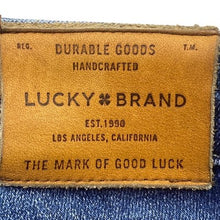 REG. DURABLE GOODS T.M.
HANDCRAFTED
LUCKY BRAND
EST.1990
LOS ANGELES, CALIFORNIA
THE MARK OF GOOD LUCK